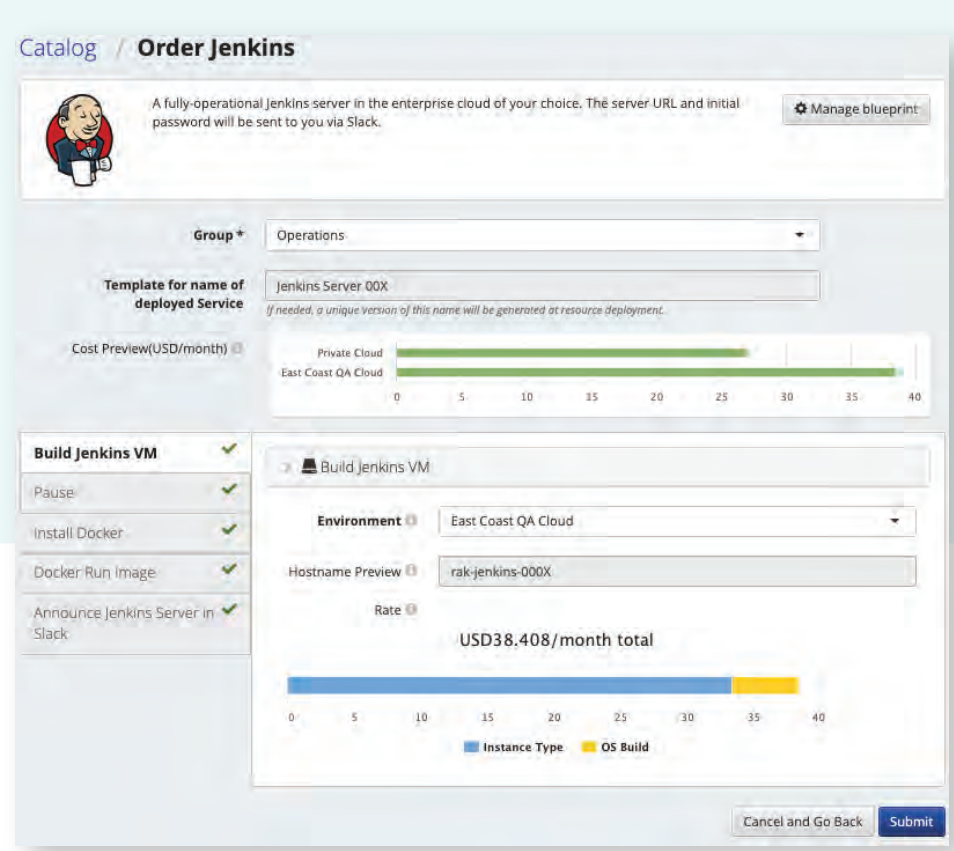 Catalog / Order Jenkins
A fully-operational Jenkins server in the enterprise cloud of your choice. The server URL and initial
password will be sent to you via Slack.
Manage blueprint
Group *
Operations
Template for name of
deployed Service
Jenkins Server 00X
If needed, a unique version of this name will be generated at resource deployment.
Cost Preview(USD/month)
Private Cloud
East Coast QA Cloud
0 5 10 15 20 25 30 35 40
Build Jenkins VM
Pause
Install Docker
Docker Run Image
Announce Jenkins Server in
Slack
Build Jenkins VM
Environment
East Coast QA Cloud
Hostname Preview
rak-jenkins-000X
Rate
USD38.408/month total
0 5 10 15 20 25 30 35 40
Instance Type OS Build
Cancel and Go Back
Submit